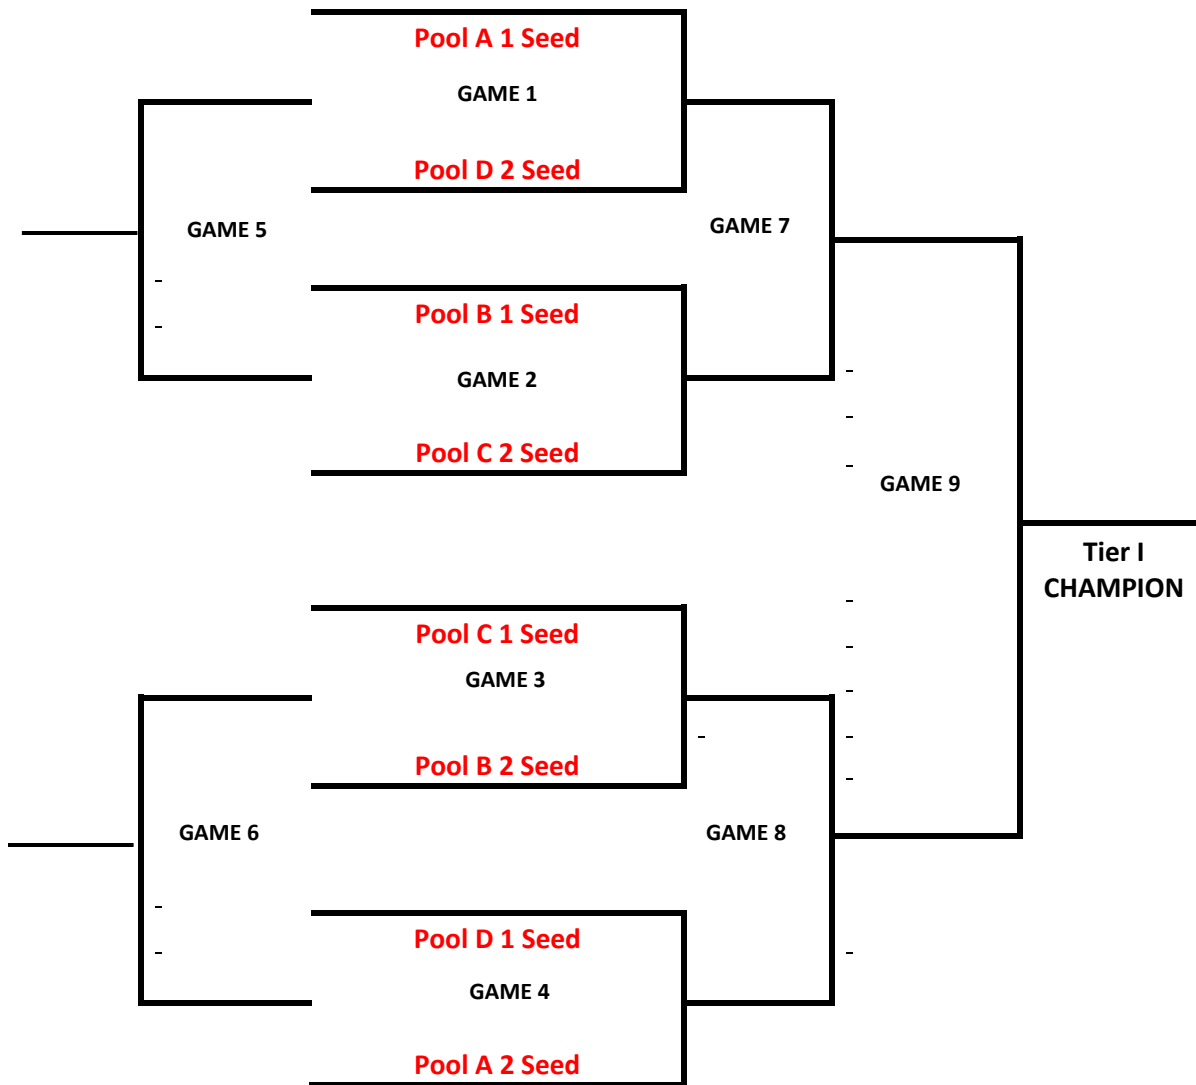 Pool A 1 Seed
GAME 1
Pool D 2 Seed
GAME 5
GAME 7
Pool B 1 Seed
GAME 2
Pool C 2 Seed
GAME 9
Tier I
CHAMPION
Pool C 1 Seed
GAME 3
Pool B 2 Seed
GAME 6
GAME 8
Pool D 1 Seed
GAME 4
Pool A 2 Seed